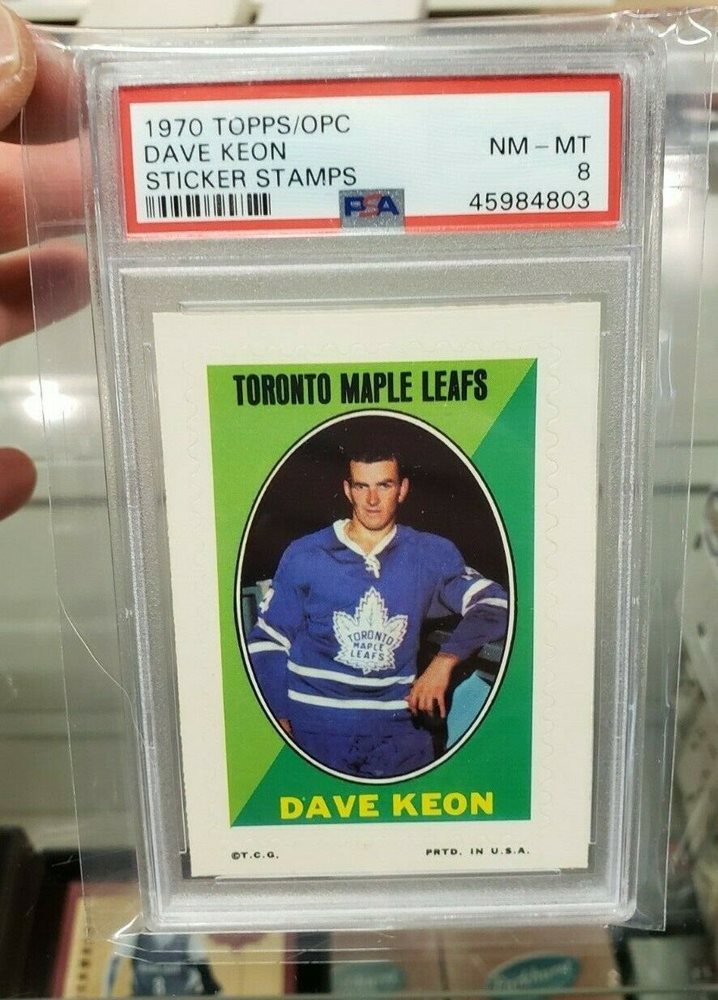 1970 TOPPS/OPC
DAVE KEON NM - MT
STICKER STAMPS 8
PSA 45984803
TORONTO MAPLE LEAFS
TORONTO
MAPLE
LEAFS
DAVE KEON
©T.C.G. PRTD. IN U.S.A.